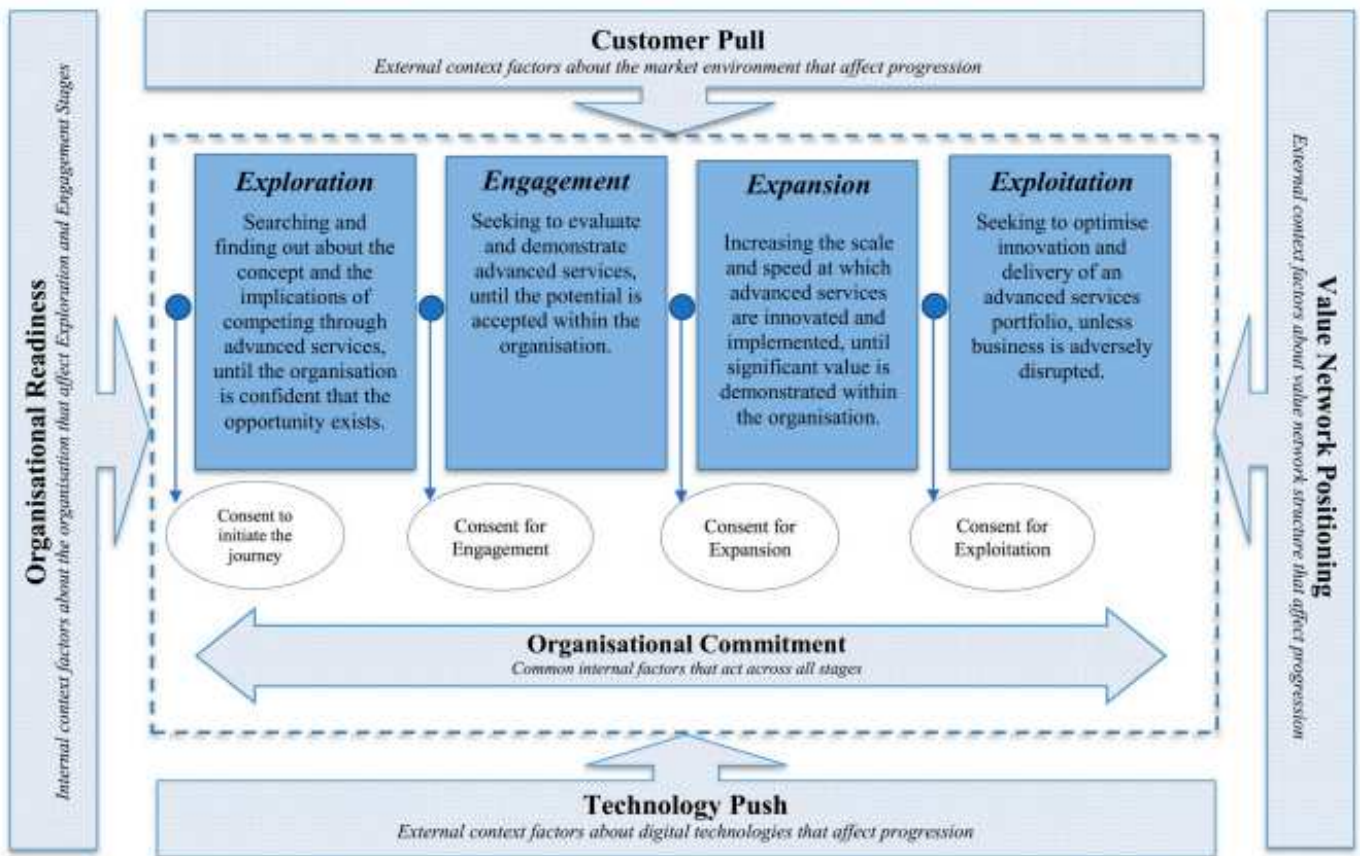 Customer Pull
External context factors about the market environment that affect progression
Organisational Readiness
Internal context factors about the organisation that affect Exploration and Engagement Stages
Exploration
Searching and
finding out about the
concept and the
implications of
competing through
advanced services,
until the organisation
is confident that the
opportunity exists.
Engagement
Seeking to evaluate
and demonstrate
advanced services,
until the potential is
accepted within the
organisation.
Expansion
Increasing the scale
and speed at which
advanced services
are innovated and
implemented, until
significant value is
demonstrated within
the organisation.
Exploitation
Seeking to optimise
innovation and
delivery of an
advanced services
portfolio, unless
business is adversely
disrupted.
Consent to
initiate the
journey
Consent for
Engagement
Consent for
Expansion
Consent for
Exploitation
Organisational Commitment
Common internal factors that act across all stages
Value Network Positioning
External context factors about value network structure that affect progression
Technology Push
External context factors about digital technologies that affect progression